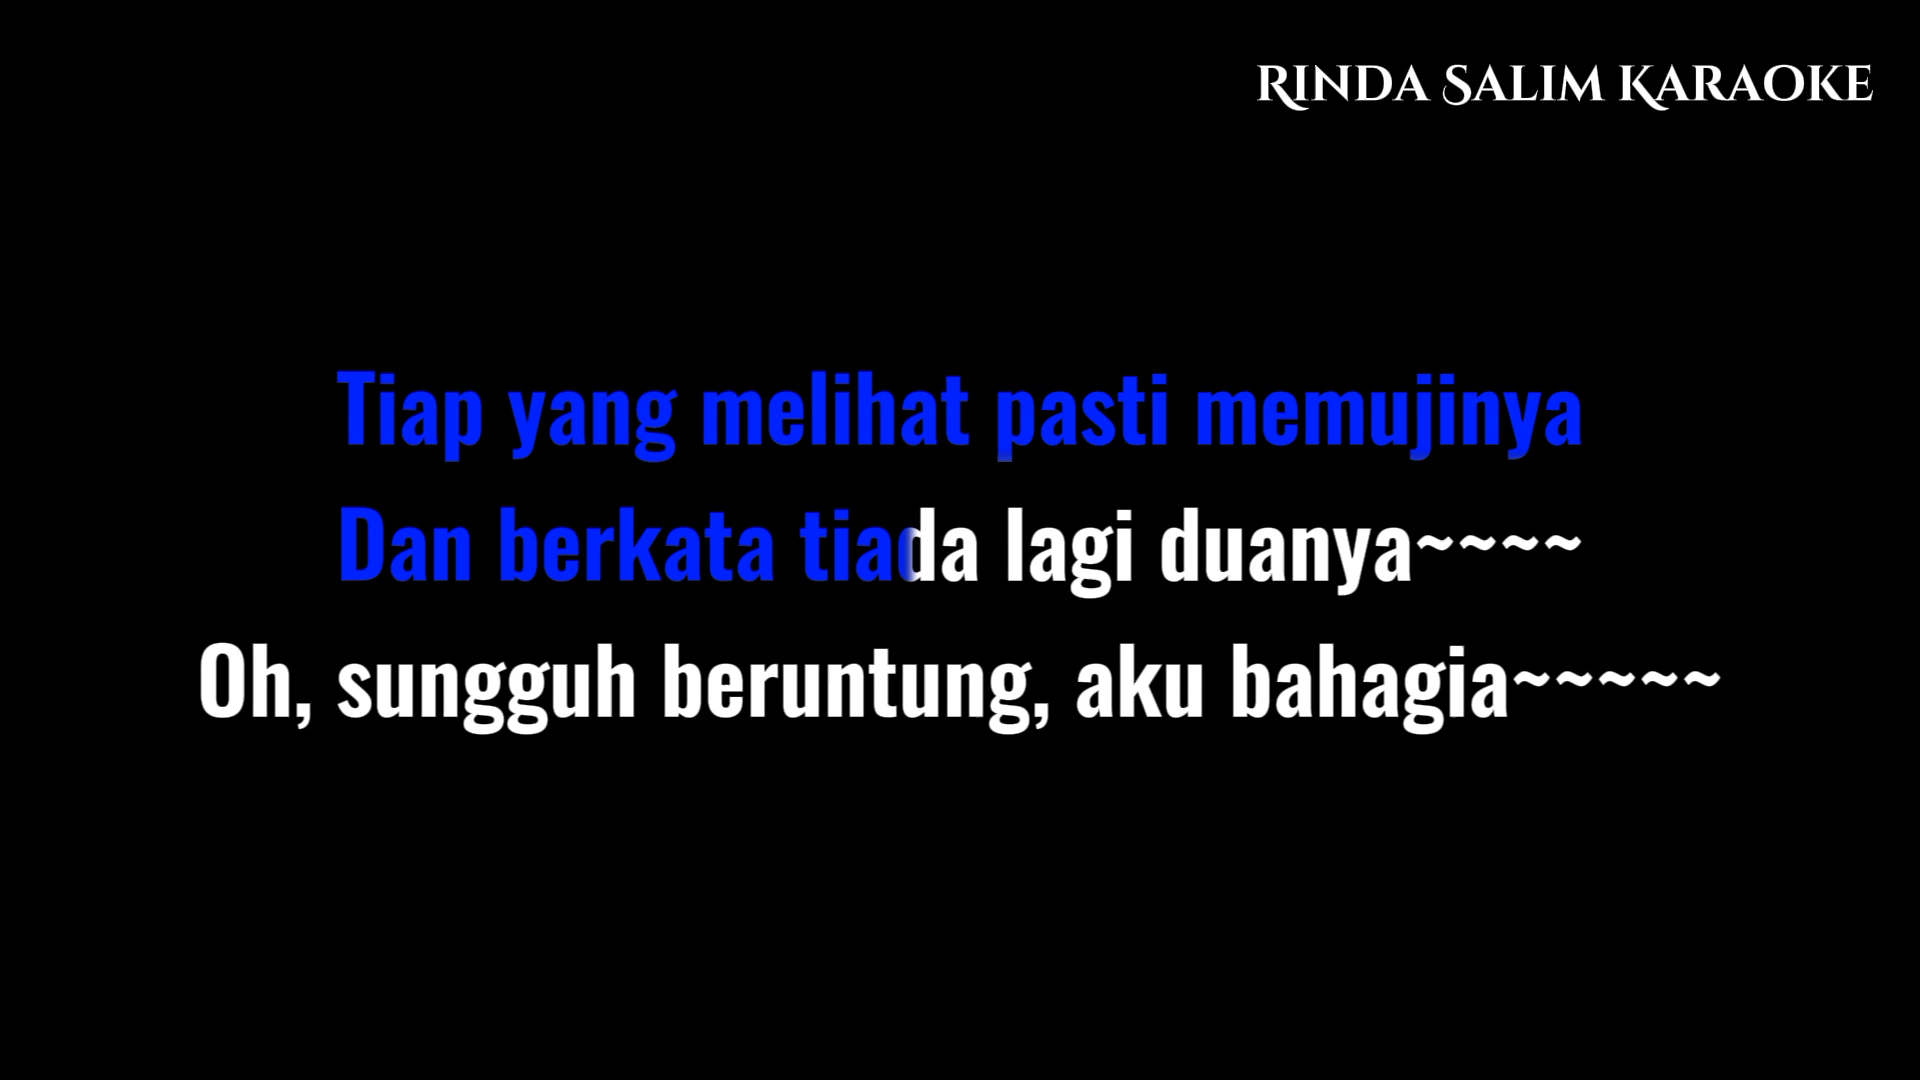 RINDA SALIM KARAOKE
Tiap yang melihat pasti memujinya
Dan berkata tiada lagi duanya~~~~
Oh, sungguh beruntung, aku bahagia~~~~~